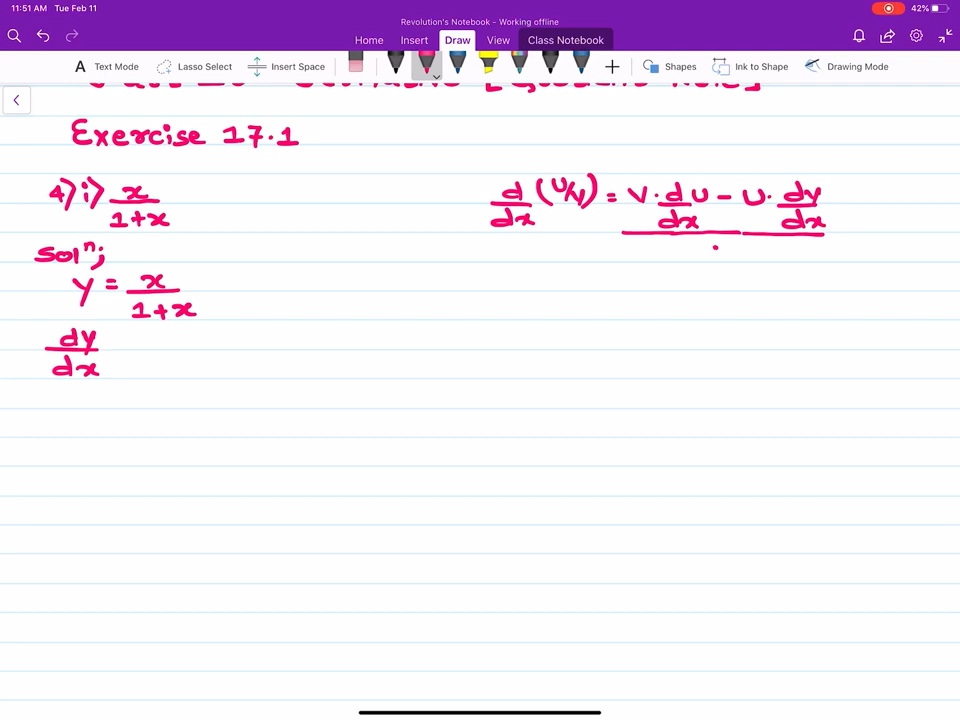 11:51 AM Tue Feb 11
42%
Revolution's Notebook - Working offline
Home Insert Draw View Class Notebook
A Text Mode Lasso Select Insert Space Shapes Ink to Shape Drawing Mode
Exercise 17.1
4) i) x/(1+x)
d/dx (u/v) = (v · du/dx - u · dv/dx)/
Solⁿ;
y = x/(1+x)
dy/dx